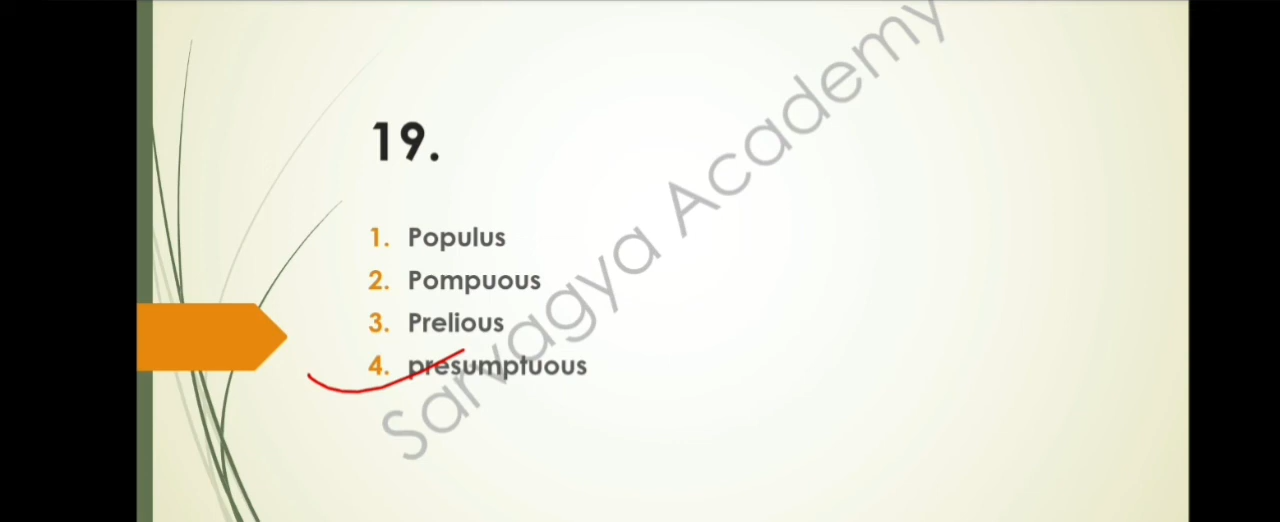 19.
1. Populus
2. Pompuous
3. Prelious
4. presumptuous
Sarvagya Academy